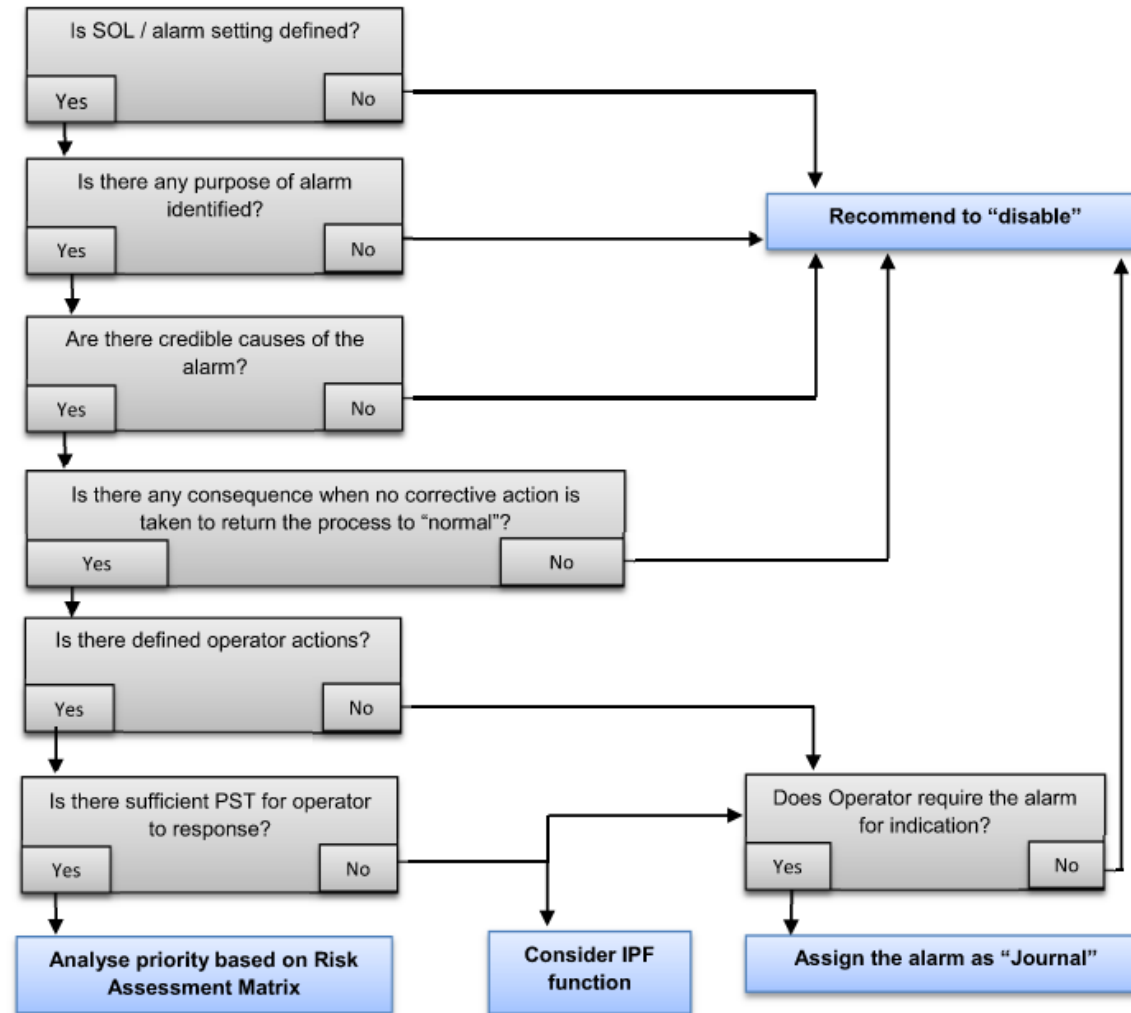 Is SOL / alarm setting defined?
Yes
No
Is there any purpose of alarm
identified?
Yes
No
Recommend to “disable”
Are there credible causes of the
alarm?
Yes
No
Is there any consequence when no corrective action is
taken to return the process to “normal”?
Yes
No
Is there defined operator actions?
Yes
No
Is there sufficient PST for operator
to response?
Yes
No
Does Operator require the alarm
for indication?
Yes
No
Analyse priority based on Risk
Assessment Matrix
Consider IPF
function
Assign the alarm as “Journal”